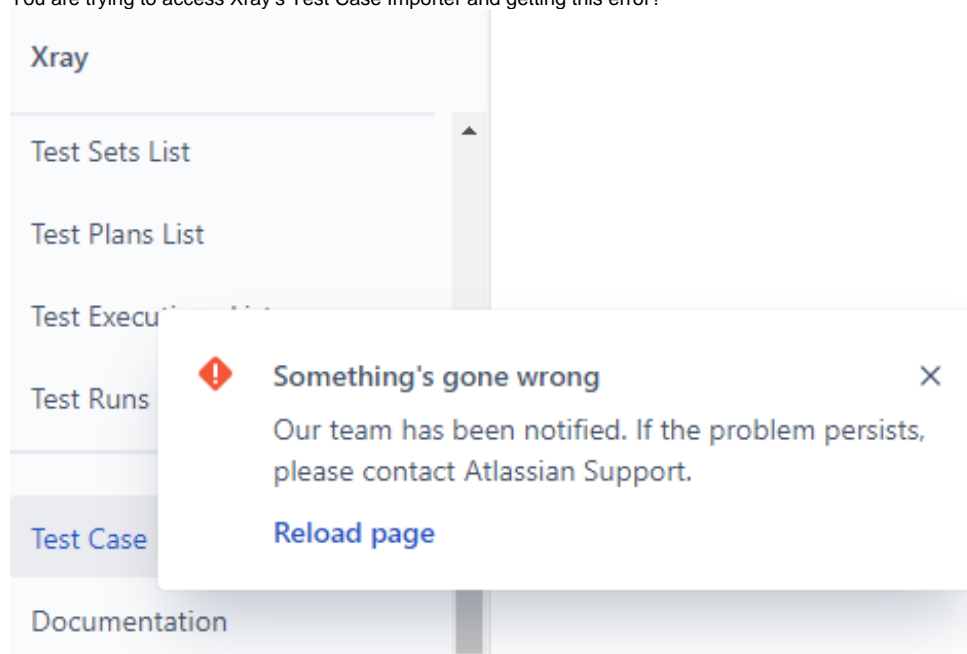 You are trying to access Xray's Test Case Importer and getting this error?
Xray
Test Sets List
Test Plans List
Test
Test Runs
Something's gone wrong
Our team has been notified. If the problem persists,
please contact Atlassian Support.
Reload page
Test Case
Documentation